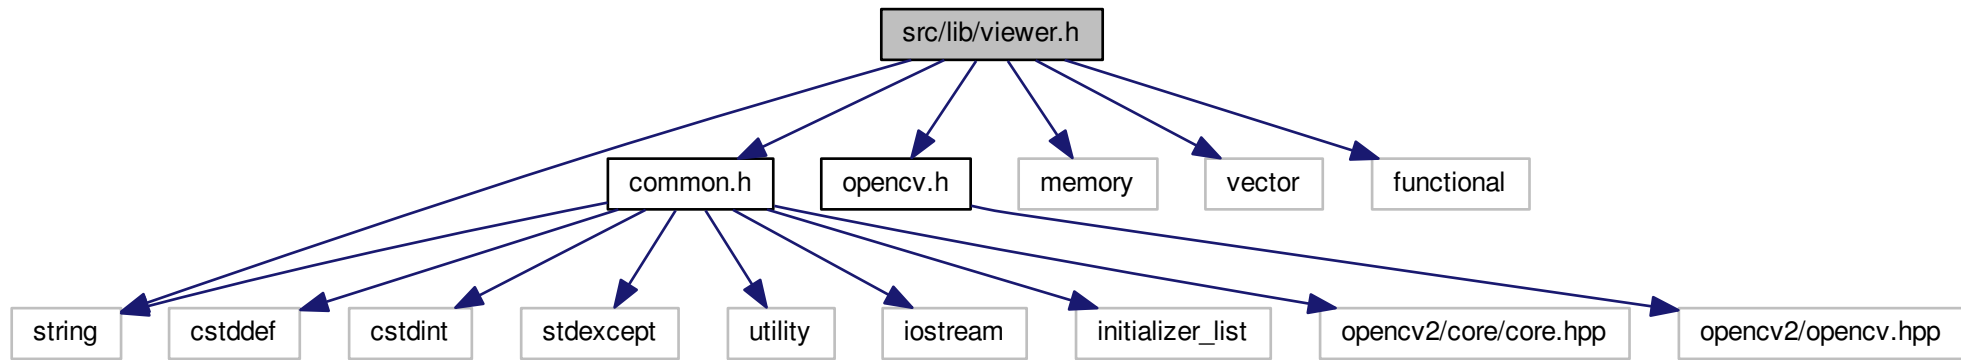 src/lib/viewer.h
common.h
opencv.h
memory
vector
functional
string
cstddef
cstdint
stdexcept
utility
iostream
initializer_list
opencv2/core/core.hpp
opencv2/opencv.hpp